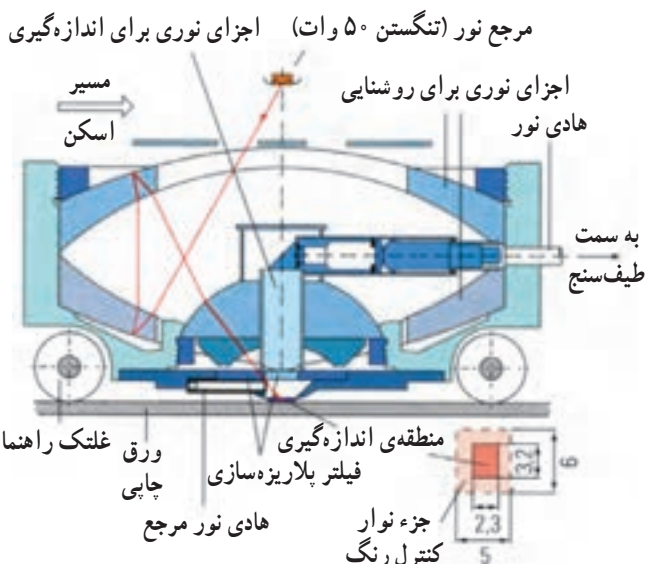 مرجع نور (تنگستن ۵۰ وات)
اجزای نوری برای اندازه‌گیری
مسیر
اسکن
اجزای نوری برای روشنایی
هادی نور
به سمت
طیف‌سنج
غلتک راهنما
ورق
چاپی
منطقه‌ی اندازه‌گیری
فیلتر پلاریزه‌سازی
هادی نور مرجع
جزء نوار
کنترل رنگ
3,2
6
2,3
5